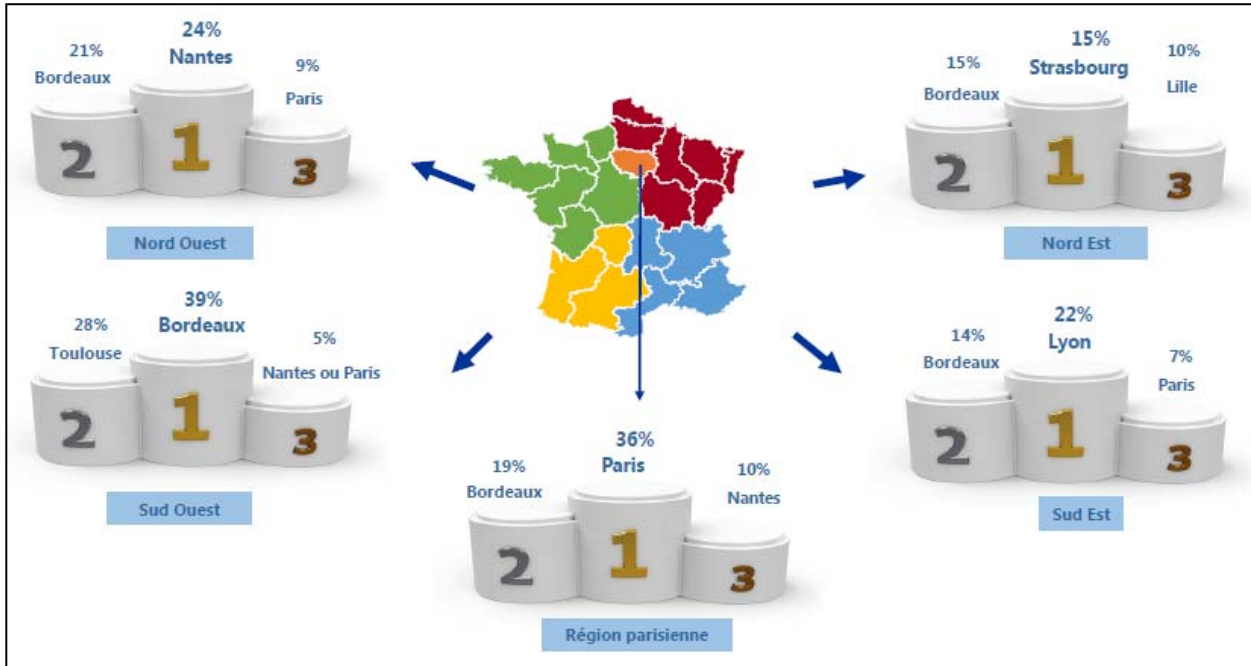 24%
Nantes
21%
Bordeaux
9%
Paris
2
1
3
Nord Ouest
15%
Strasbourg
15%
Bordeaux
10%
Lille
2
1
3
Nord Est
39%
Bordeaux
28%
Toulouse
5%
Nantes ou Paris
2
1
3
Sud Ouest
22%
Lyon
14%
Bordeaux
7%
Paris
2
1
3
Sud Est
36%
Paris
19%
Bordeaux
10%
Nantes
2
1
3
Région parisienne